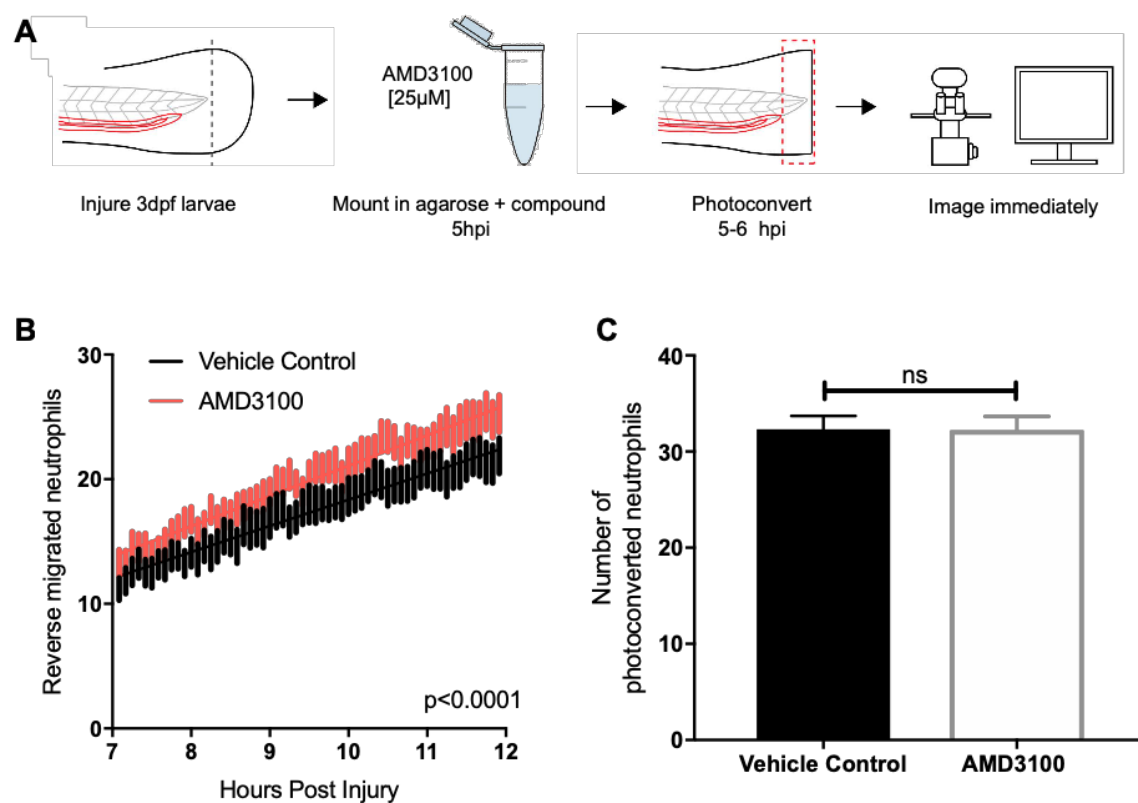 A
AMD3100
[25µM]
Injure 3dpf larvae
Mount in agarose + compound
5hpi
Photoconvert
5-6 hpi
Image immediately
B
30
20
10
0
Reverse migrated neutrophils
Vehicle Control
AMD3100
p<0.0001
7 8 9 10 11 12
Hours Post Injury
C
40
30
20
10
0
Number of
photoconverted neutrophils
ns
Vehicle Control AMD3100